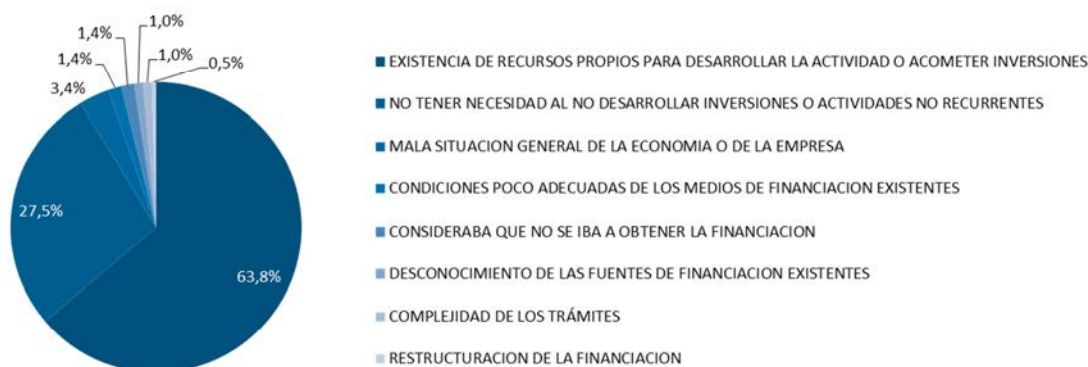 1,0%
1,4%
1,4%
1,0%
0,5%
3,4%
27,5%
63,8%
EXISTENCIA DE RECURSOS PROPIOS PARA DESARROLLAR LA ACTIVIDAD O ACOMETER INVERSIONES
NO TENER NECESIDAD AL NO DESARROLLAR INVERSIONES O ACTIVIDADES NO RECURRENTES
MALA SITUACION GENERAL DE LA ECONOMIA O DE LA EMPRESA
CONDICIONES POCO ADECUADAS DE LOS MEDIOS DE FINANCIACION EXISTENTES
CONSIDERABA QUE NO SE IBA A OBTENER LA FINANCIACION
DESCONOCIMIENTO DE LAS FUENTES DE FINANCIACION EXISTENTES
COMPLEJIDAD DE LOS TRÁMITES
RESTRUCTURACION DE LA FINANCIACION